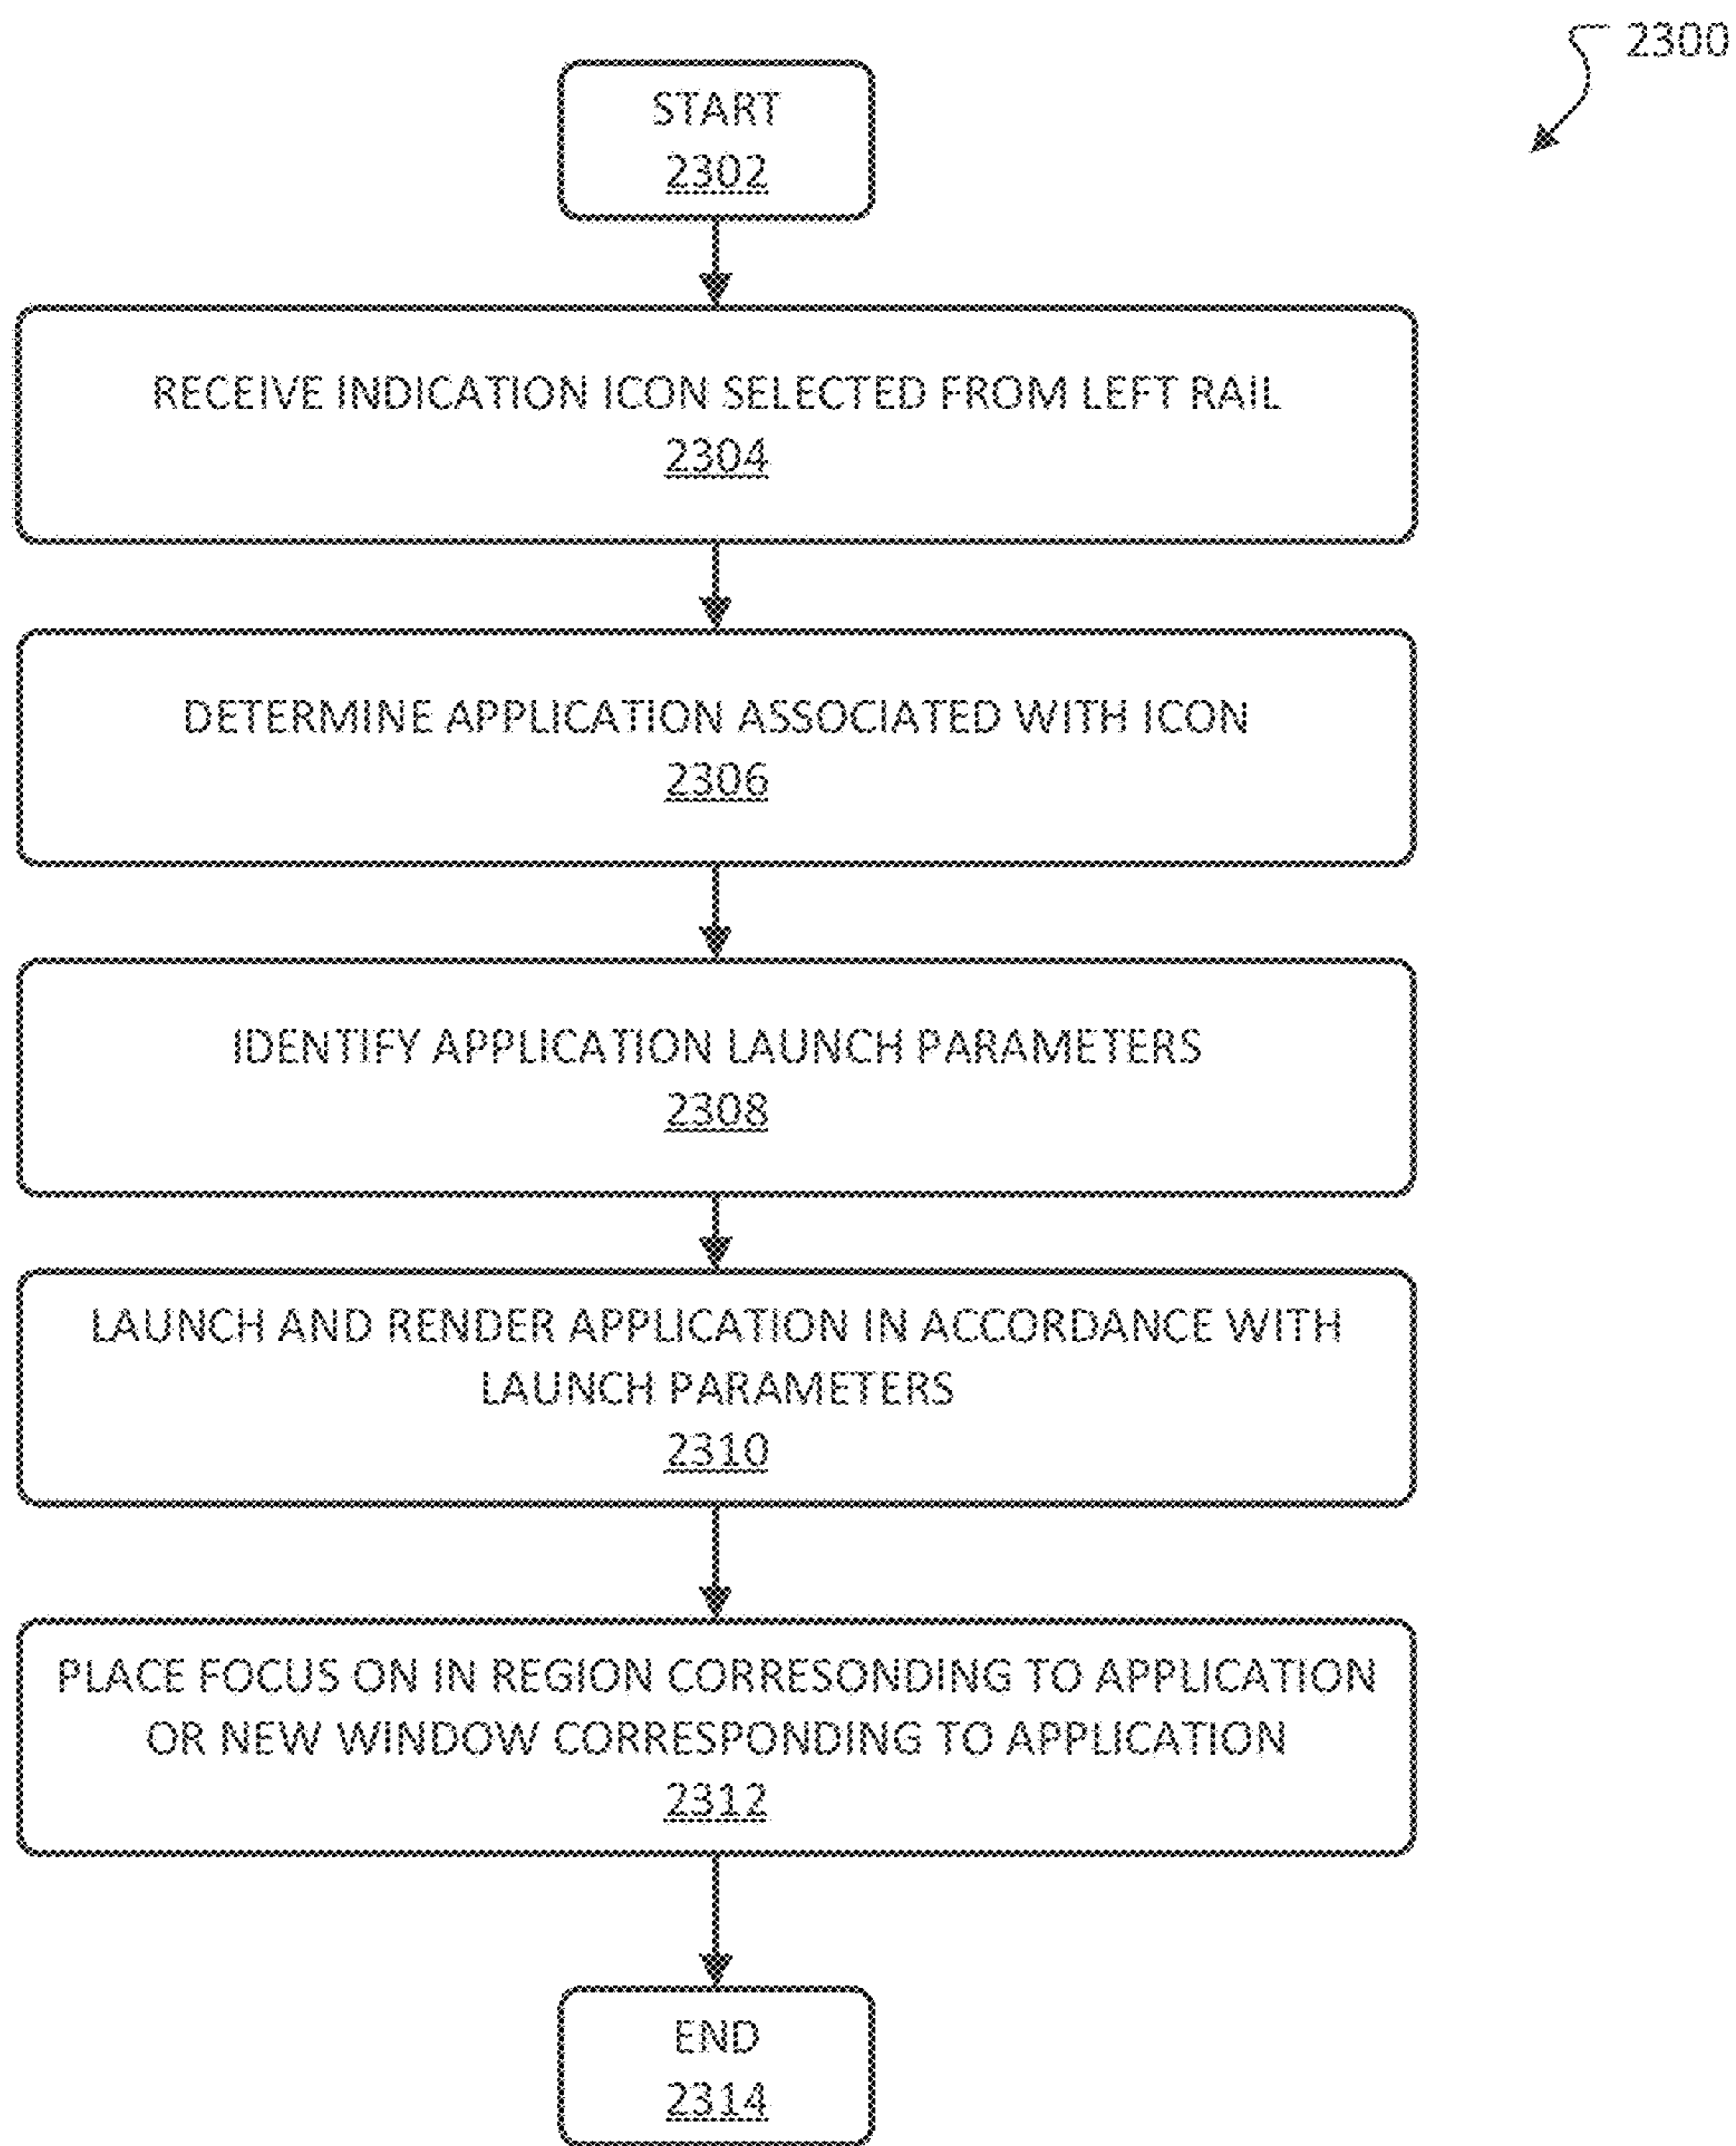 2300
START
2302
RECEIVE INDICATION ICON SELECTED FROM LEFT RAIL
2304
DETERMINE APPLICATION ASSOCIATED WITH ICON
2306
IDENTIFY APPLICATION LAUNCH PARAMETERS
2308
LAUNCH AND RENDER APPLICATION IN ACCORDANCE WITH
LAUNCH PARAMETERS
2310
PLACE FOCUS ON IN REGION CORRESONDING TO APPLICATION
OR NEW WINDOW CORRESPONDING TO APPLICATION
2312
END
2314